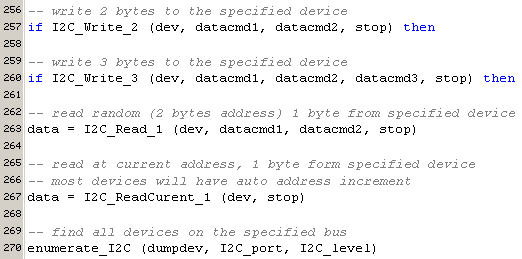 256 -- write 2 bytes to the specified device
257 if I2C_Write_2 (dev, datacmd1, datacmd2, stop) then
258
259 -- write 3 bytes to the specified device
260 if I2C_Write_3 (dev, datacmd1, datacmd2, datacmd3, stop) then
261
262 -- read random (2 bytes address) 1 byte from specified device
263 data = I2C_Read_1 (dev, datacmd1, datacmd2, stop)
264
265 -- read at current address, 1 byte form specified device
266 -- most devices will have auto address increment
267 data = I2C_ReadCurent_1 (dev, stop)
268
269 -- find all devices on the specified bus
270 enumerate_I2C (dumpdev, I2C_port, I2C_level)